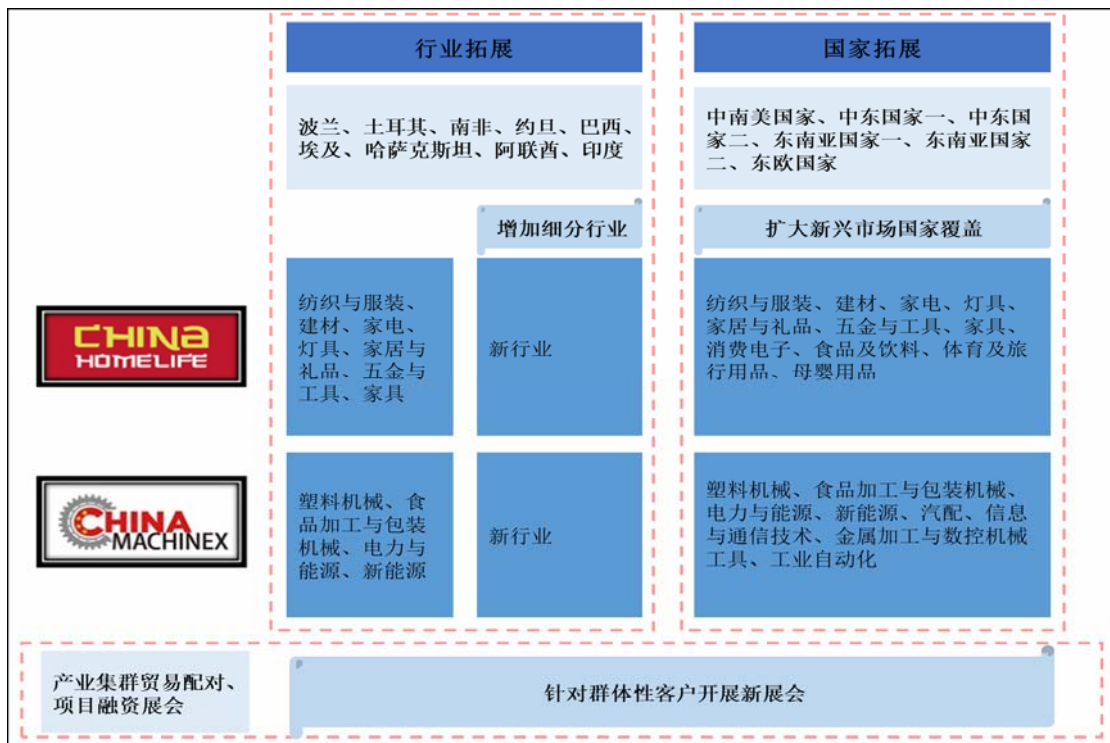 行业拓展
国家拓展
波兰、土耳其、南非、约旦、巴西、
埃及、哈萨克斯坦、阿联酋、印度
中南美国家、中东国家一、中东国
家二、东南亚国家一、东南亚国家
二、东欧国家
增加细分行业
扩大新兴市场国家覆盖
CHINA
HOMELIFE
纺织与服装、
建材、家电、
灯具、家居与
礼品、五金与
工具、家具
新行业
纺织与服装、建材、家电、灯具、
家居与礼品、五金与工具、家具、
消费电子、食品及饮料、体育及旅
行用品、母婴用品
CHINA
MACHINEX
塑料机械、食
品加工与包装
机械、电力与
能源、新能源
新行业
塑料机械、食品加工与包装机械、
电力与能源、新能源、汽配、信息
与通信技术、金属加工与数控机械
工具、工业自动化
产业集群贸易配对、
项目融资展会
针对群体性客户开展新展会